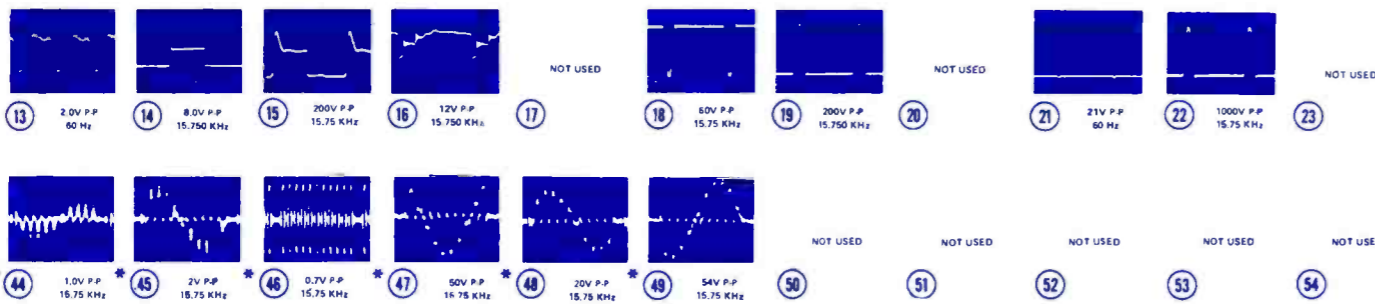 NOT USED NOT USED NOT USED
13 2.0V P-P 14 8.0V P-P 15 200V P-P 16 12V P-P 17 18 60V P-P 19 200V P-P 20 21 21V P-P 22 1000V P-P 23
60 Hz 15.750 KHz 15.75 KHz 15.750 KHz 15.75 KHz 15.750 KHz 60 Hz 15.75 KHz
NOT USED NOT USED NOT USED NOT USED NOT USE
44 1.0V P-P * 45 2V P-P * 46 0.7V P-P * 47 50V P-P * 48 20V P-P * 49 54V P-P 50 51 52 53 54
15.75 KHz 15.75 KHz 15.75 KHz 15.75 KHz 15.75 KHz 15.75 KHz